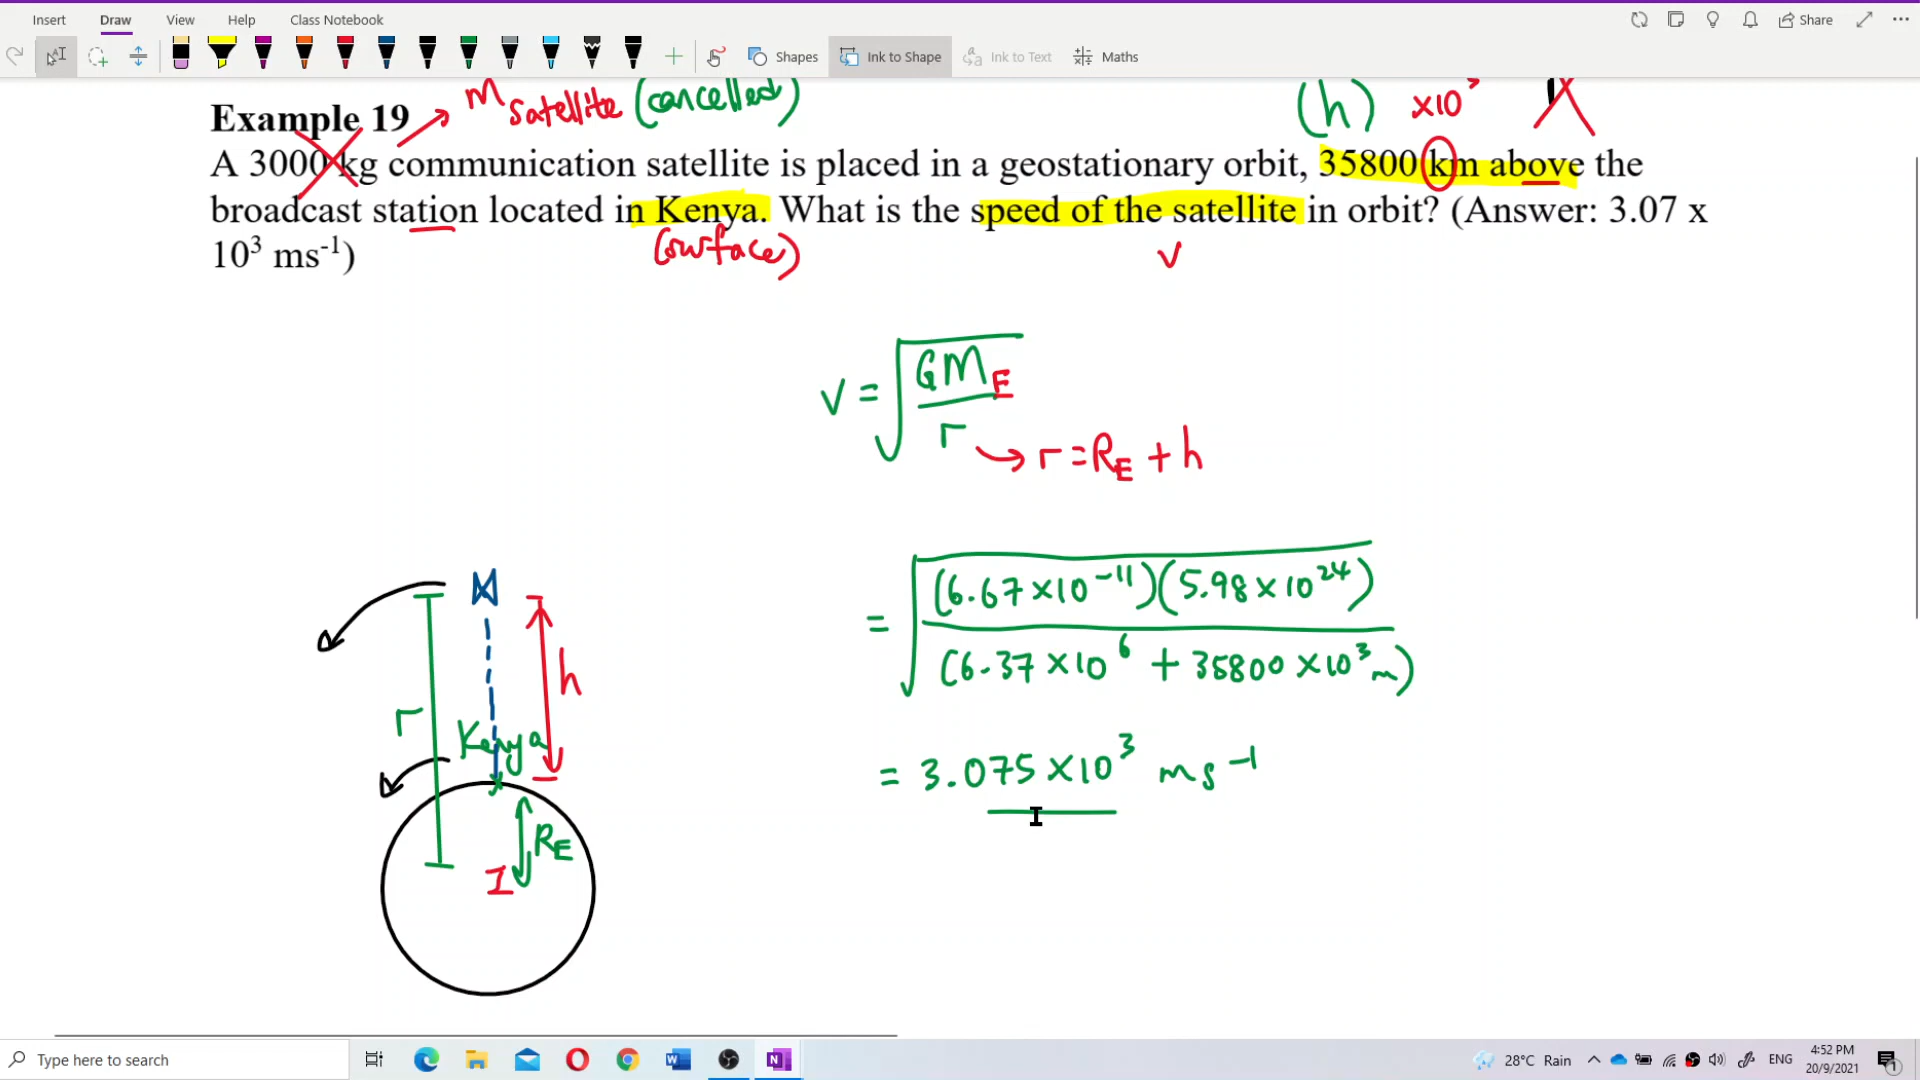 Insert Draw View Help Class Notebook Share
Shapes Ink to Shape Ink to Text Maths
m satellite (cancelled) (h) x10
Example 19
A 3000 kg communication satellite is placed in a geostationary orbit, 35800 km above the
broadcast station located in Kenya. What is the speed of the satellite in orbit? (Answer: 3.07 x
10³ ms⁻¹)
(surface) v
v = √(GM_E / r)
→ r = R_E + h
= √((6.67 × 10⁻¹¹)(5.98 × 10²⁴) / (6.37 × 10⁶ + 35800 × 10³ m))
h
r
Kenya
= 3.075 × 10³ ms⁻¹
R_E
Type here to search
28°C Rain ENG 4:52 PM
20/9/2021